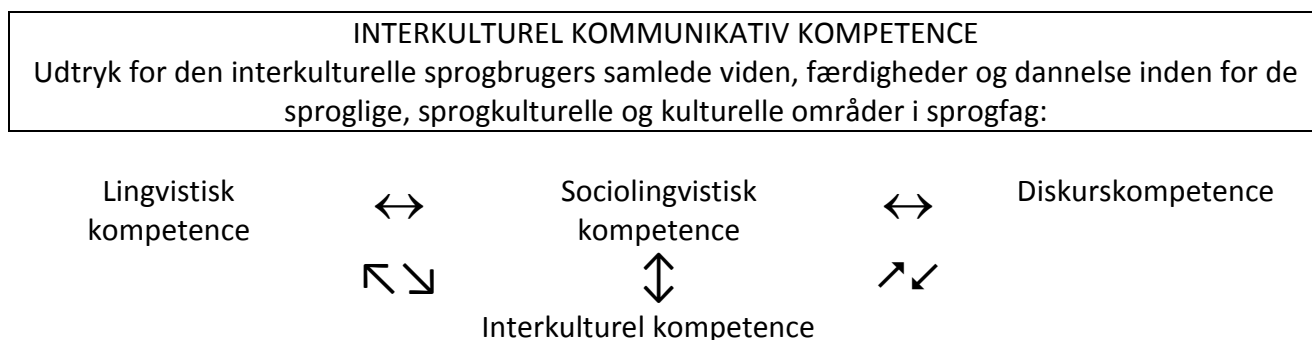 INTERKULTUREL KOMMUNIKATIV KOMPETENCE
Udtryk for den interkulturelle sprogbrugers samlede viden, færdigheder og dannelse inden for de
sproglige, sprogkulturelle og kulturelle områder i sprogfag:
Lingvistisk
kompetence
↔
Sociolingvistisk
kompetence
↔
Diskurskompetence
↖↘
↕
↗↙
Interkulturel kompetence